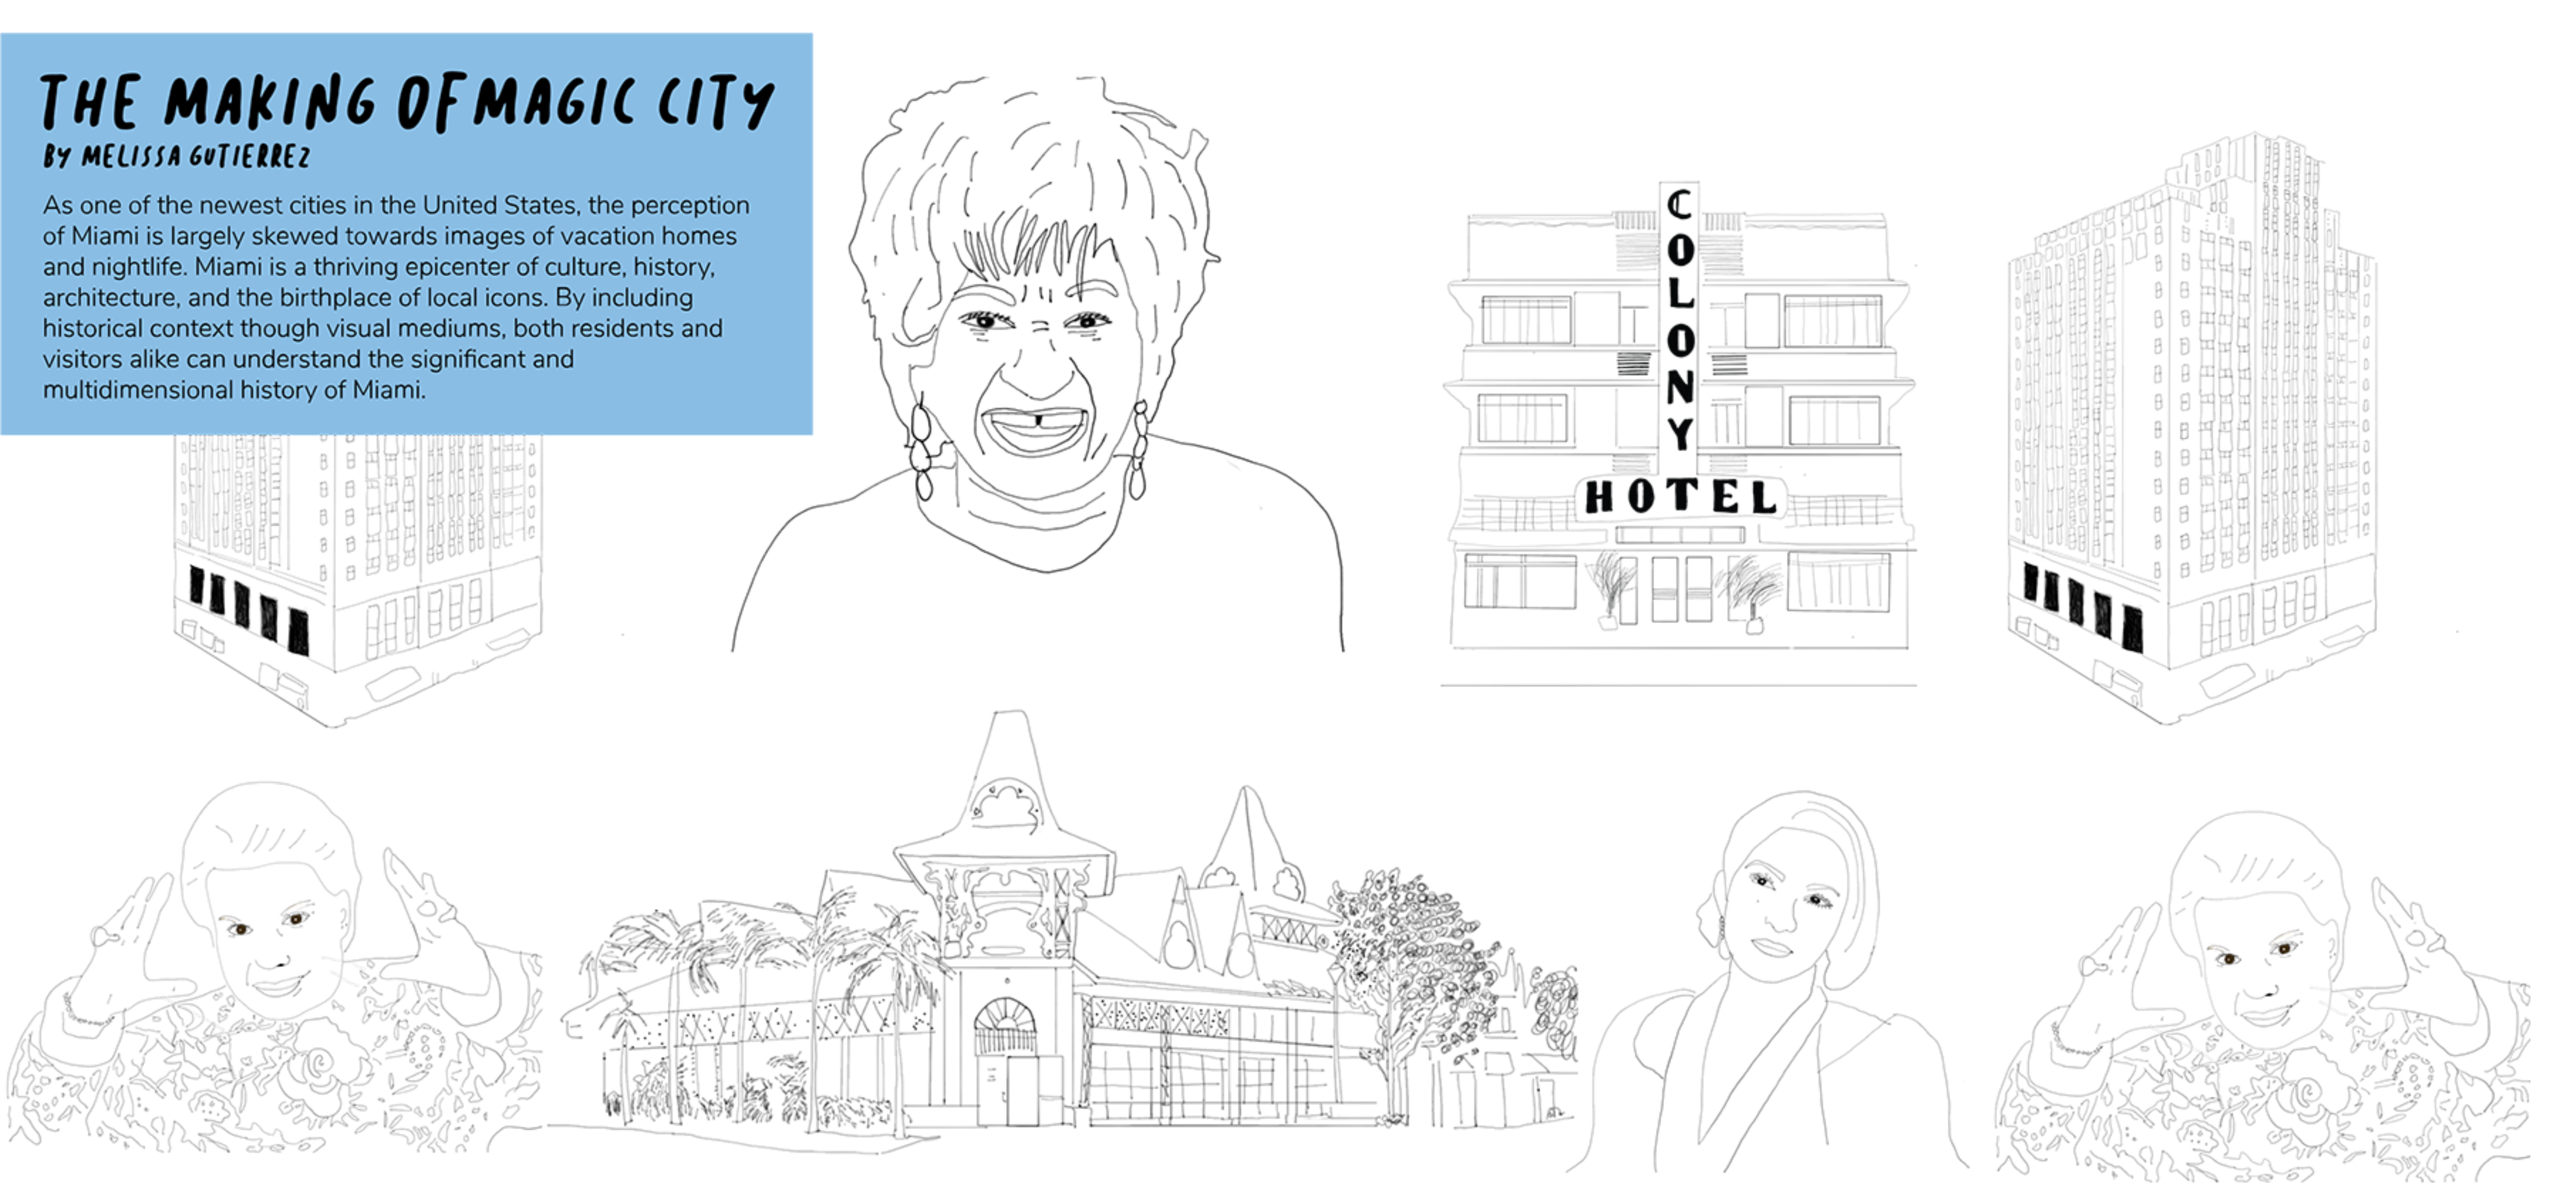 THE MAKING OF MAGIC CITY
BY MELISSA GUTIERREZ
As one of the newest cities in the United States, the perception
of Miami is largely skewed towards images of vacation homes
and nightlife. Miami is a thriving epicenter of culture, history,
architecture, and the birthplace of local icons. By including
historical context though visual mediums, both residents and
visitors alike can understand the significant and
multidimensional history of Miami.
COLONY
HOTEL